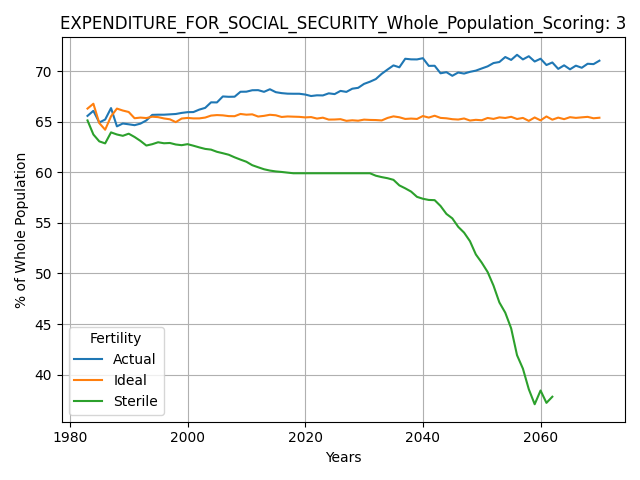 EXPENDITURE_FOR_SOCIAL_SECURITY_Whole_Population_Scoring: 3
% of Whole Population
70
65
60
55
50
45
40
Fertility
Actual
Ideal
Sterile
1980
2000
2020
2040
2060
Years